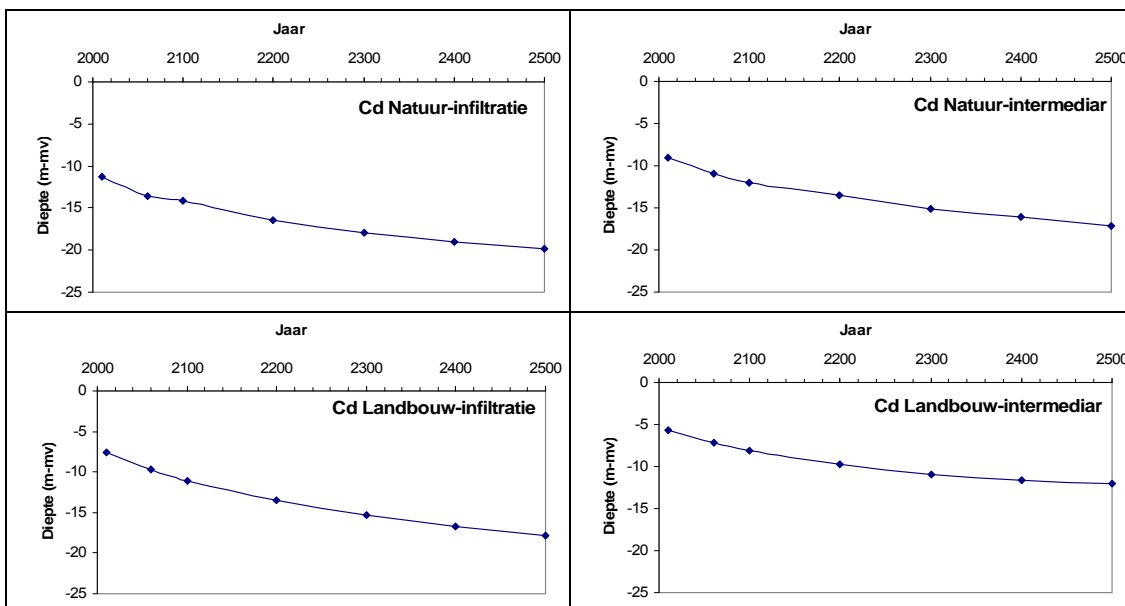 Jaar
2000 2100 2200 2300 2400 2500
0
-5
-10
-15
-20
-25
Diepte (m-mv)
Cd Natuur-infiltratie
Jaar
2000 2100 2200 2300 2400 2500
0
-5
-10
-15
-20
-25
Diepte (m-mv)
Cd Natuur-intermediar
Jaar
2000 2100 2200 2300 2400 2500
0
-5
-10
-15
-20
-25
Diepte (m-mv)
Cd Landbouw-infiltratie
Jaar
2000 2100 2200 2300 2400 2500
0
-5
-10
-15
-20
-25
Diepte (m-mv)
Cd Landbouw-intermediar